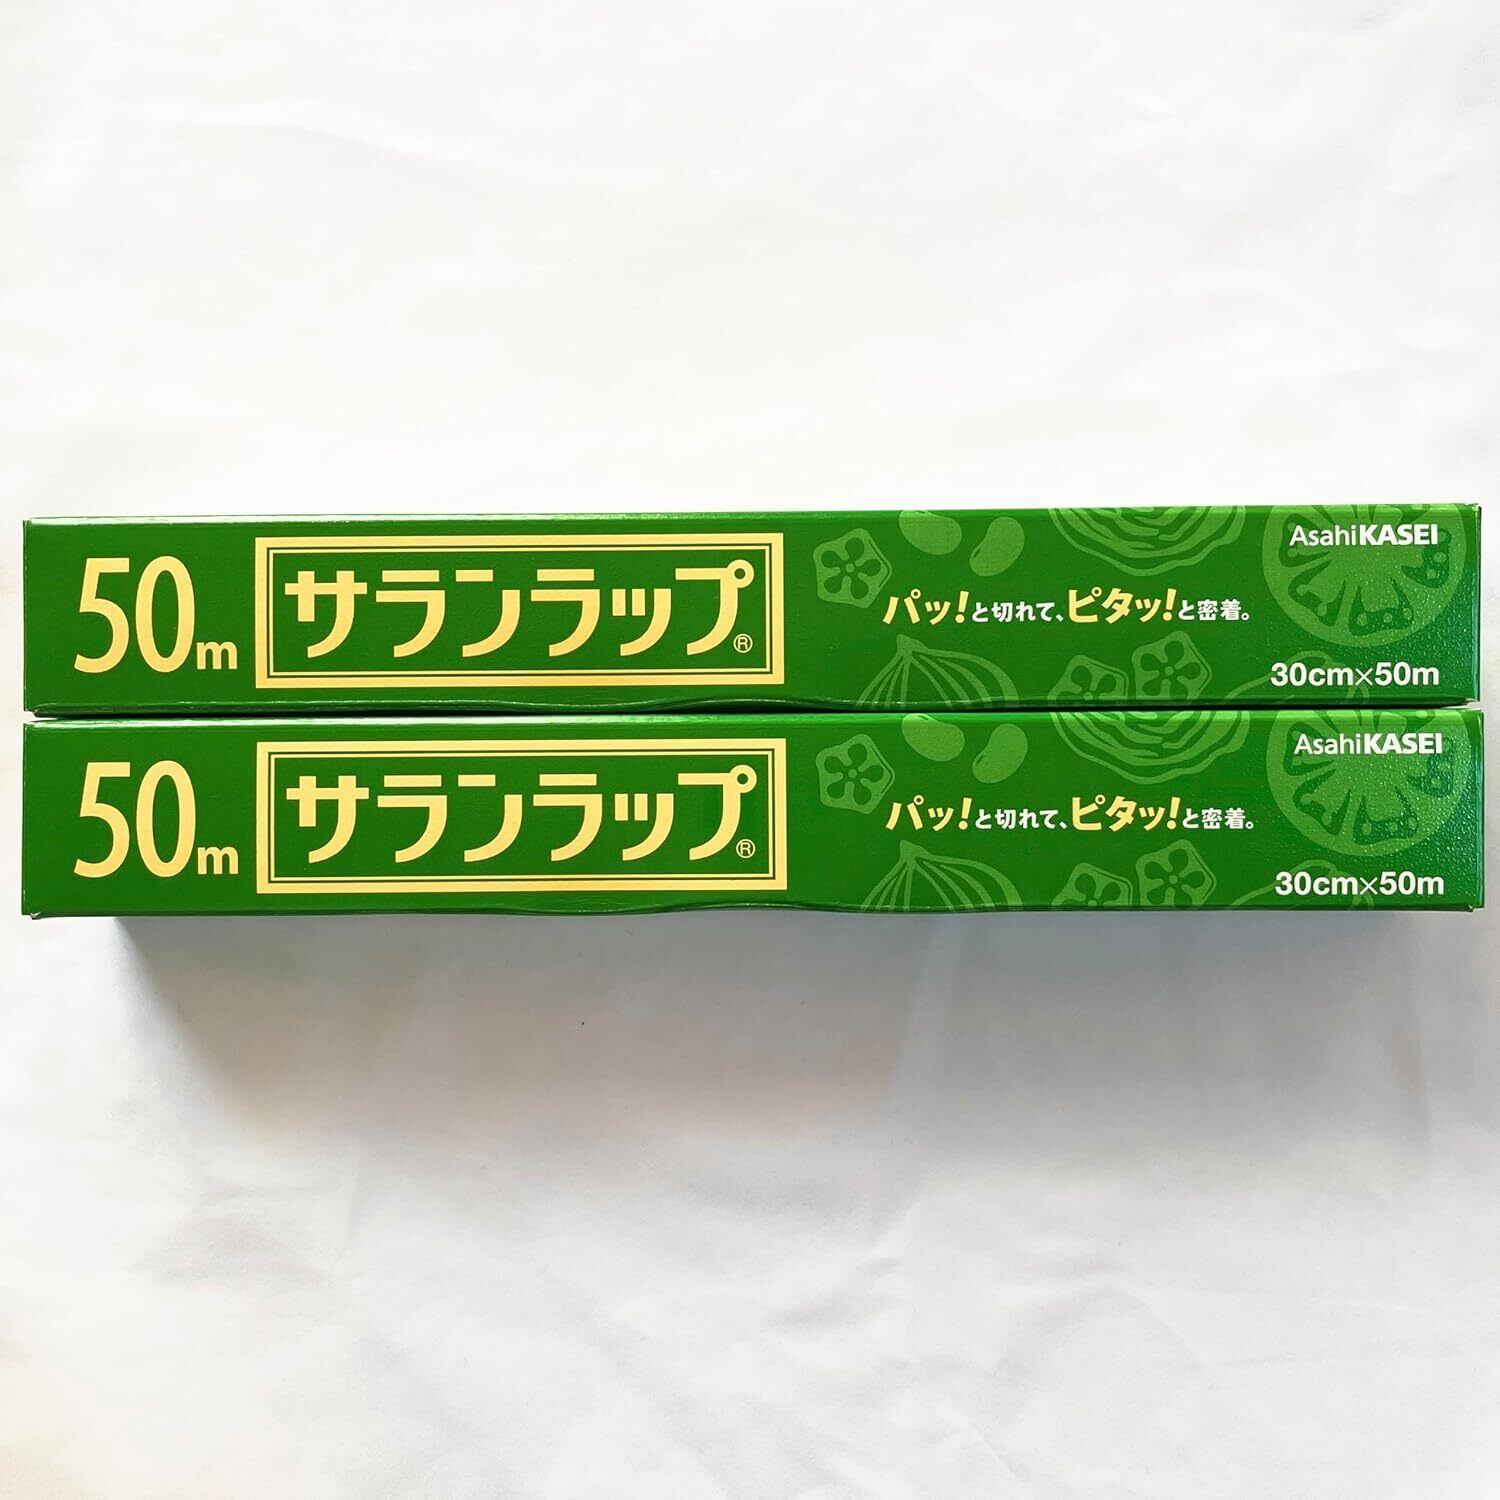 50m
サランラップ®
AsahiKASEI
パッ!と切れて、ピタッ!と密着。
30cm×50m
50m
サランラップ®
AsahiKASEI
パッ!と切れて、ピタッ!と密着。
30cm×50m